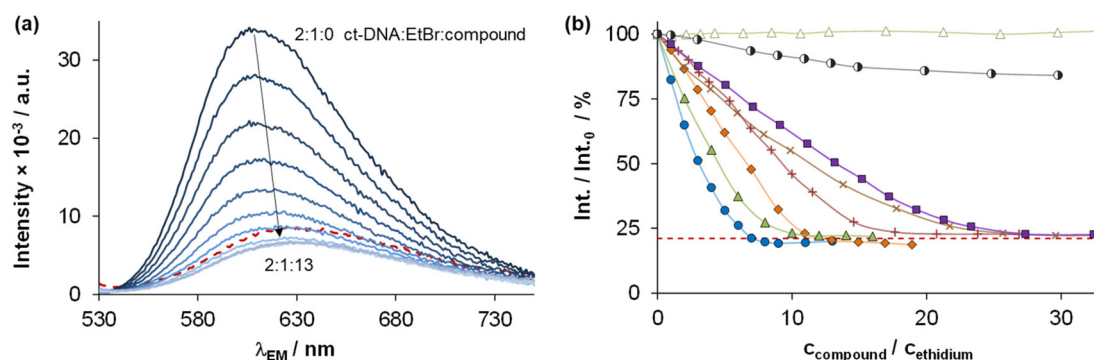 (a)
2:1:0 ct-DNA:EtBr:compound
2:1:13
Intensity × 10⁻³ / a.u.
30
20
10
0
530 580 630 680 730
λEM / nm
(b)
Int. / Int.₀ / %
100
75
50
25
0
0 10 20 30
ccompound / cethidium